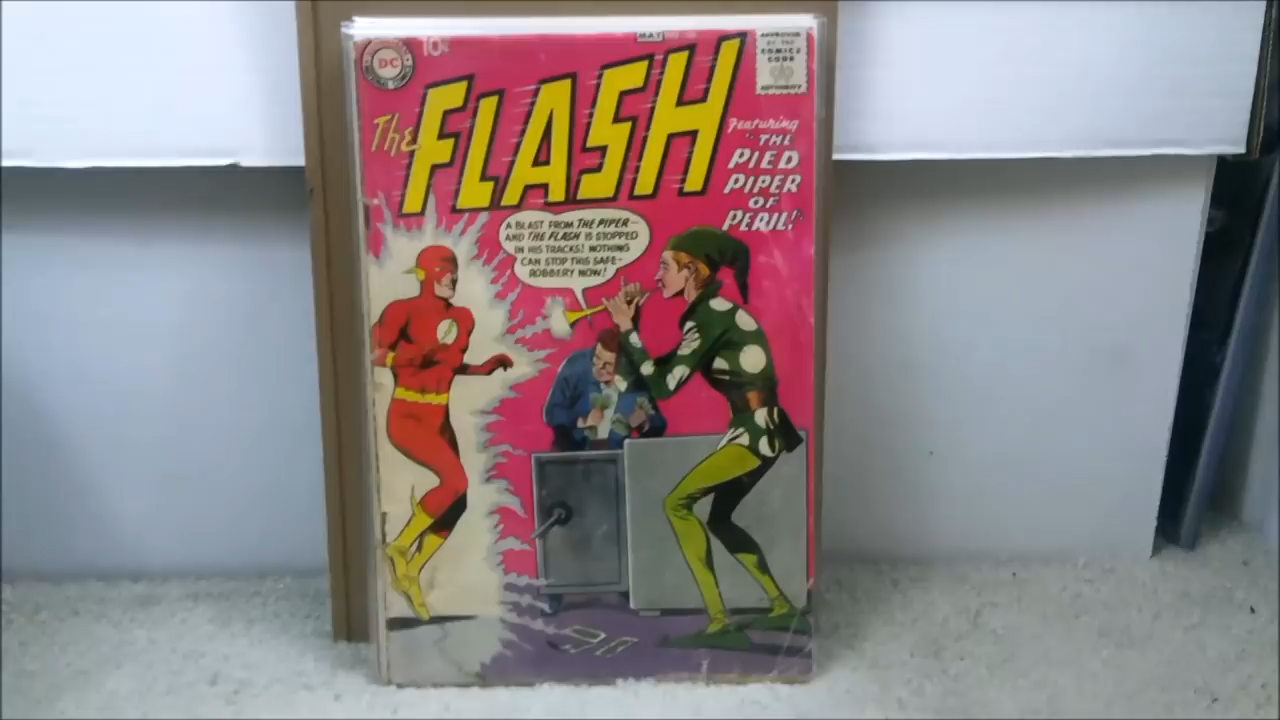 10¢
MAY
DC
APPROVED
BY THE
COMICS
CODE
AUTHORITY
The FLASH
Featuring
"THE
PIED
PIPER
OF
PERIL!"
A BLAST FROM THE PIPER—
AND THE FLASH IS STOPPED
IN HIS TRACKS! NOTHING
CAN STOP THIS SAFE-
ROBBERY NOW!